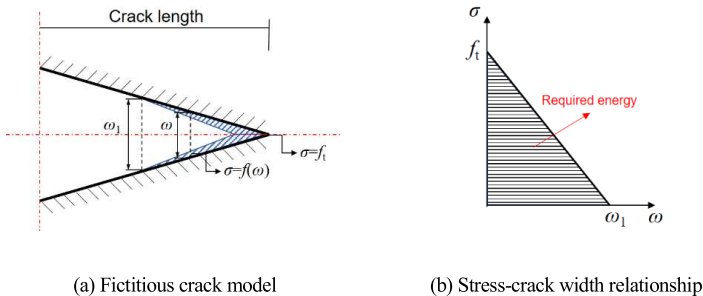 Crack length
ω₁
ω
σ=fₜ
σ=f(ω)
(a) Fictitious crack model
σ
fₜ
Required energy
ω₁
ω
(b) Stress-crack width relationship